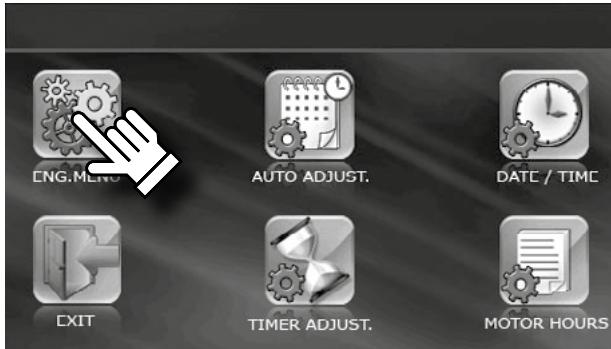 ENG.MENU
AUTO ADJUST.
DATE / TIME
EXIT
TIMER ADJUST.
MOTOR HOURS